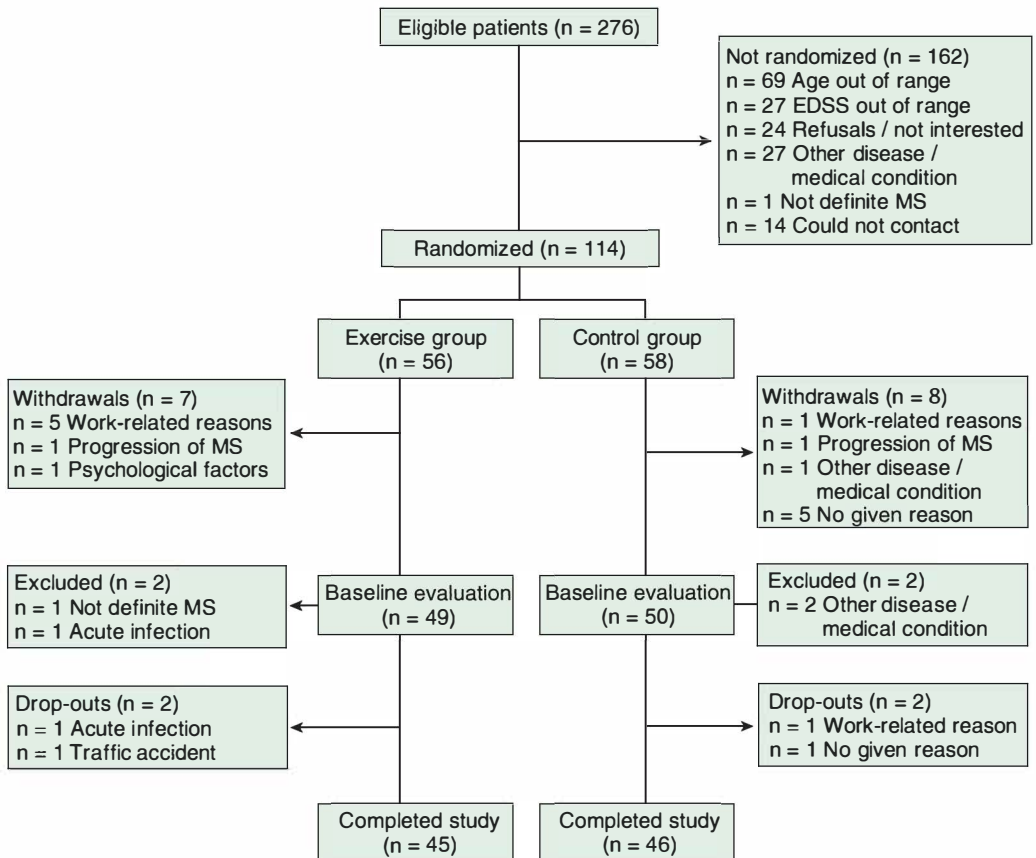 Eligible patients (n = 276)
Not randomized (n = 162)
n = 69 Age out of range
n = 27 EDSS out of range
n = 24 Refusals / not interested
n = 27 Other disease /
medical condition
n = 1 Not definite MS
n = 14 Could not contact
Randomized (n = 114)
Exercise group
(n = 56)
Control group
(n = 58)
Withdrawals (n = 7)
n = 5 Work-related reasons
n = 1 Progression of MS
n = 1 Psychological factors
Withdrawals (n = 8)
n = 1 Work-related reasons
n = 1 Progression of MS
n = 1 Other disease /
medical condition
n = 5 No given reason
Excluded (n = 2)
n = 1 Not definite MS
n = 1 Acute infection
Baseline evaluation
(n = 49)
Baseline evaluation
(n = 50)
Excluded (n = 2)
n = 2 Other disease /
medical condition
Drop-outs (n = 2)
n = 1 Acute infection
n = 1 Traffic accident
Drop-outs (n = 2)
n = 1 Work-related reason
n = 1 No given reason
Completed study
(n = 45)
Completed study
(n = 46)